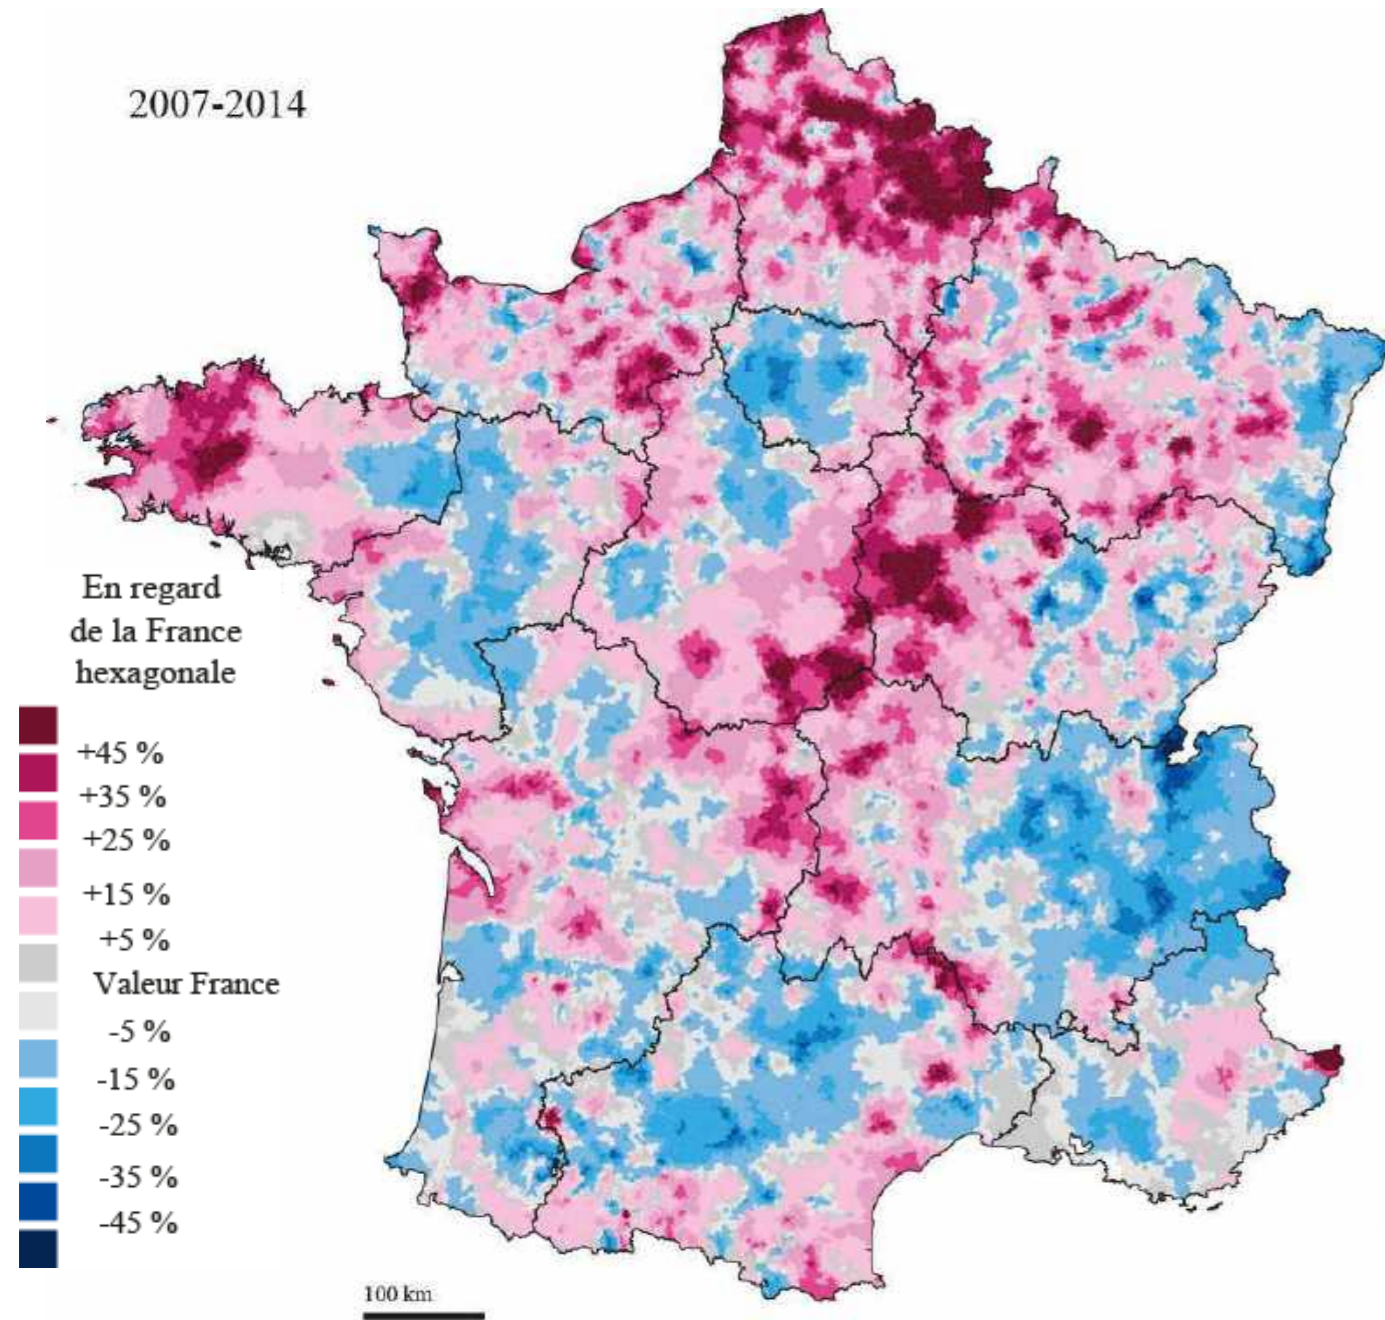 2007-2014
En regard
de la France
hexagonale
+45 %
+35 %
+25 %
+15 %
+5 %
Valeur France
-5 %
-15 %
-25 %
-35 %
-45 %
100 km